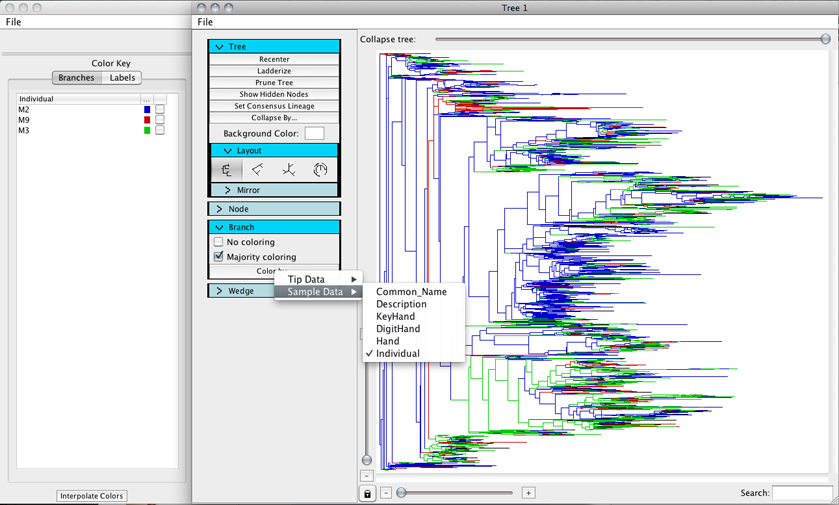 Tree 1
File
File
Color Key
Branches
Labels
Individual ...
M2
M9
M3
Interpolate Colors
Tree
Recenter
Ladderize
Prune Tree
Show Hidden Nodes
Set Consensus Lineage
Collapse By...
Background Color:
Layout
Mirror
Node
Branch
No coloring
Majority coloring
Color
Wedge
Tip Data
Sample Data
Common_Name
Description
KeyHand
DigitHand
Hand
Individual
Collapse tree:
Search: